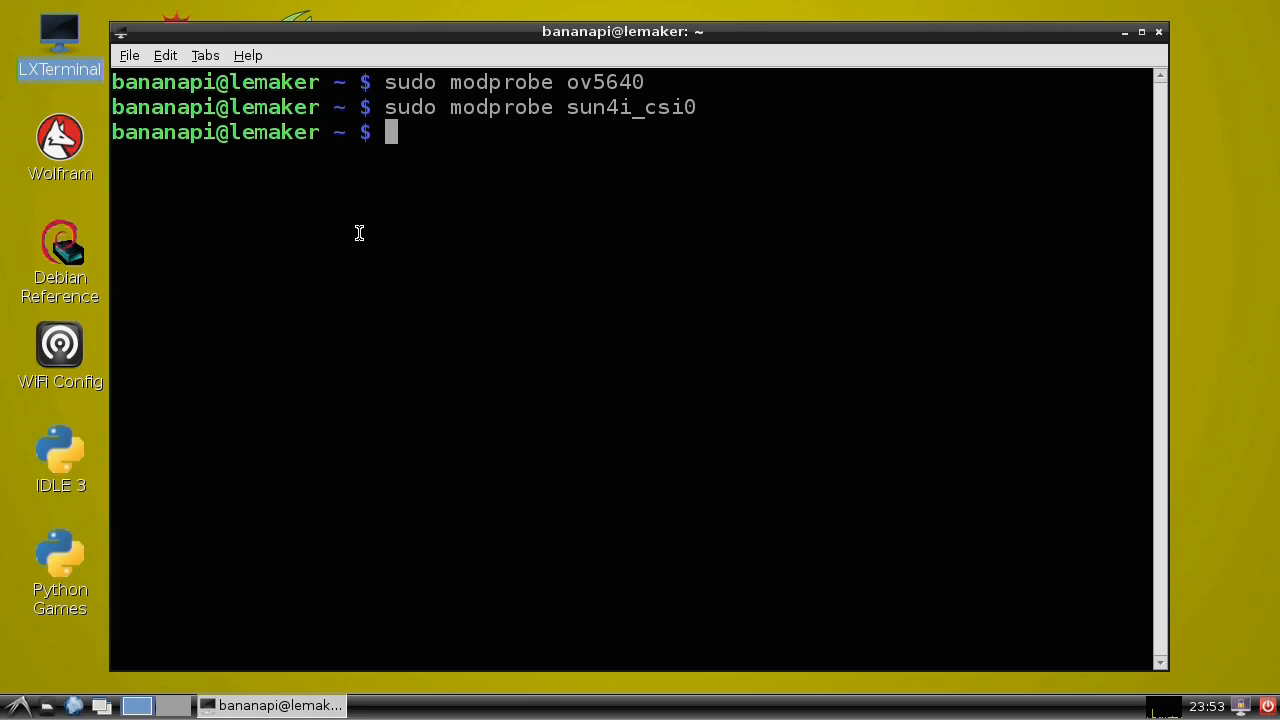 bananapi@lemaker: ~
File Edit Tabs Help
bananapi@lemaker ~ $ sudo modprobe ov5640
bananapi@lemaker ~ $ sudo modprobe sun4i_csi0
bananapi@lemaker ~ $
LXTerminal
Wolfram
Debian
Reference
WiFi Config
IDLE 3
Python
Games
bananapi@lemak...
23:53